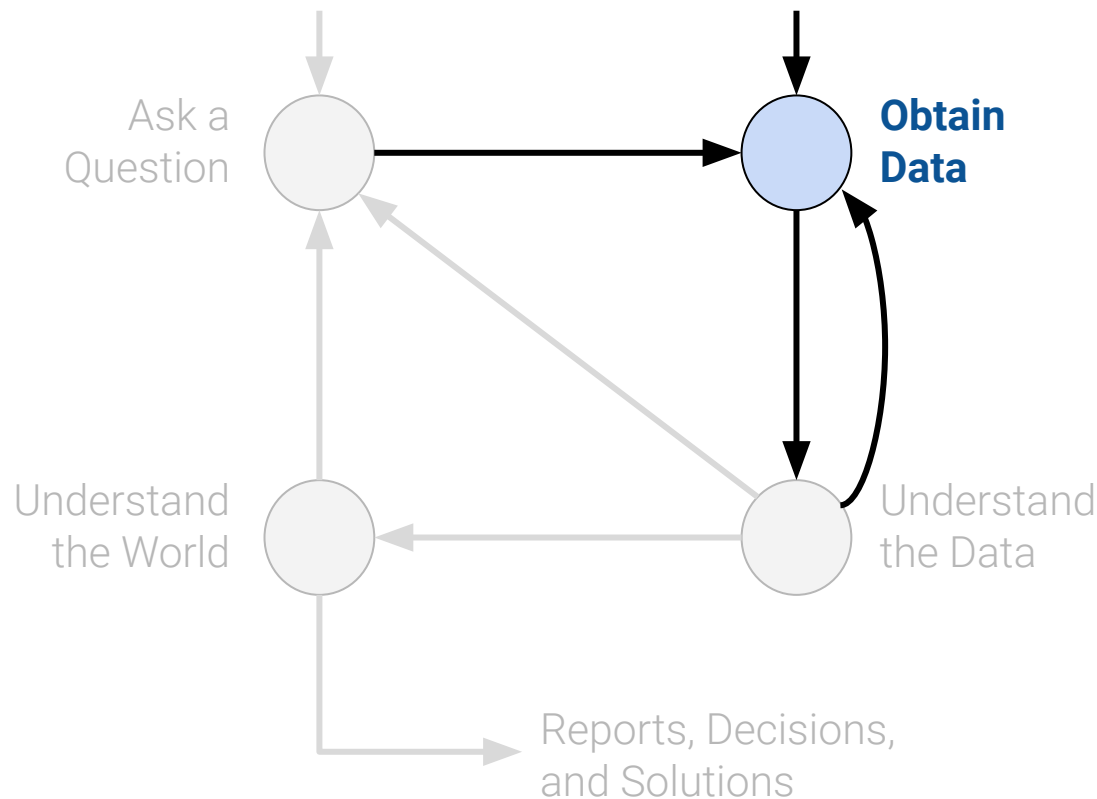 Ask a
Question
Obtain
Data
Understand
the World
Understand
the Data
Reports, Decisions,
and Solutions